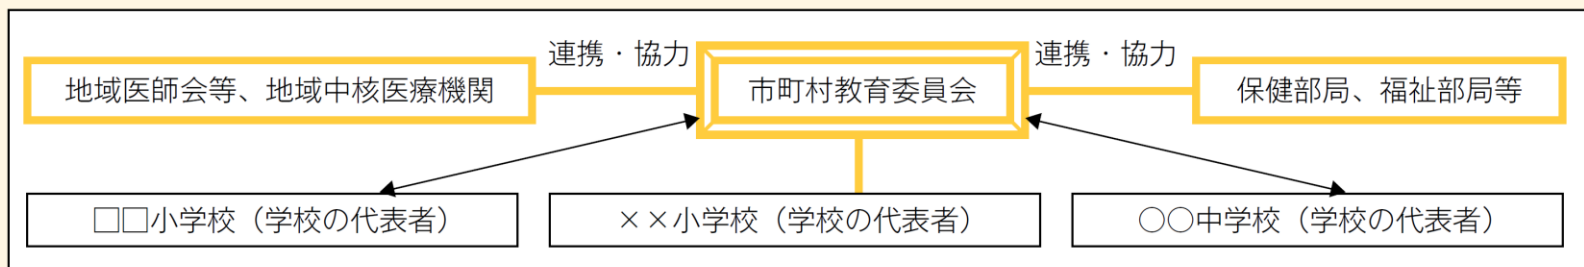 連携・協力
連携・協力
地域医師会等、地域中核医療機関
市町村教育委員会
保健部局、福祉部局等
□□小学校（学校の代表者）
××小学校（学校の代表者）
○○中学校（学校の代表者）